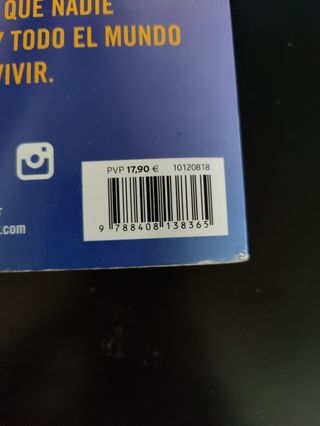 QUE NADIE
Y TODO EL MUNDO
VIVIR.
PVP 17,90 € 10120818
9 788408 138365
.com